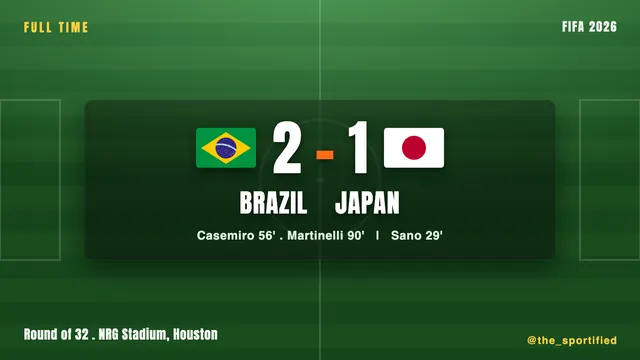 FULL TIME
FIFA 2026
2 - 1
BRAZIL JAPAN
Casemiro 56' . Martinelli 90' | Sano 29'
Round of 32 . NRG Stadium, Houston
@the_sportified